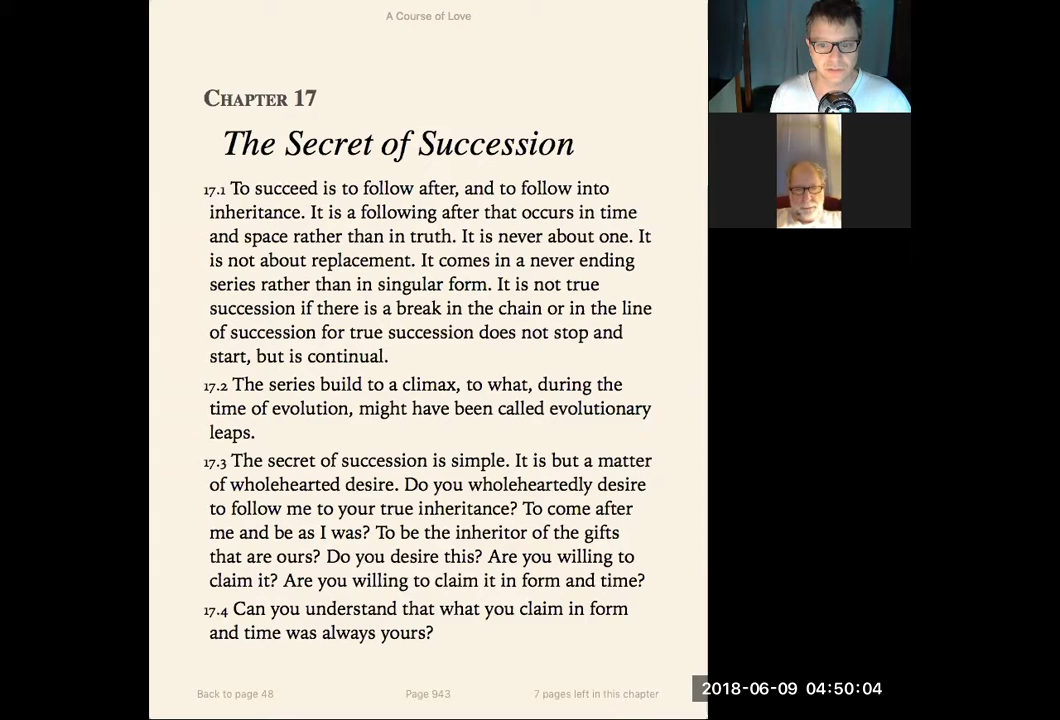 A Course of Love
CHAPTER 17
The Secret of Succession
17.1 To succeed is to follow after, and to follow into
inheritance. It is a following after that occurs in time
and space rather than in truth. It is never about one. It
is not about replacement. It comes in a never ending
series rather than in singular form. It is not true
succession if there is a break in the chain or in the line
of succession for true succession does not stop and
start, but is continual.
17.2 The series build to a climax, to what, during the
time of evolution, might have been called evolutionary
leaps.
17.3 The secret of succession is simple. It is but a matter
of wholehearted desire. Do you wholeheartedly desire
to follow me to your true inheritance? To come after
me and be as I was? To be the inheritor of the gifts
that are ours? Do you desire this? Are you willing to
claim it? Are you willing to claim it in form and time?
17.4 Can you understand that what you claim in form
and time was always yours?
Back to page 48
Page 943
7 pages left in this chapter
2018-06-09 04:50:04